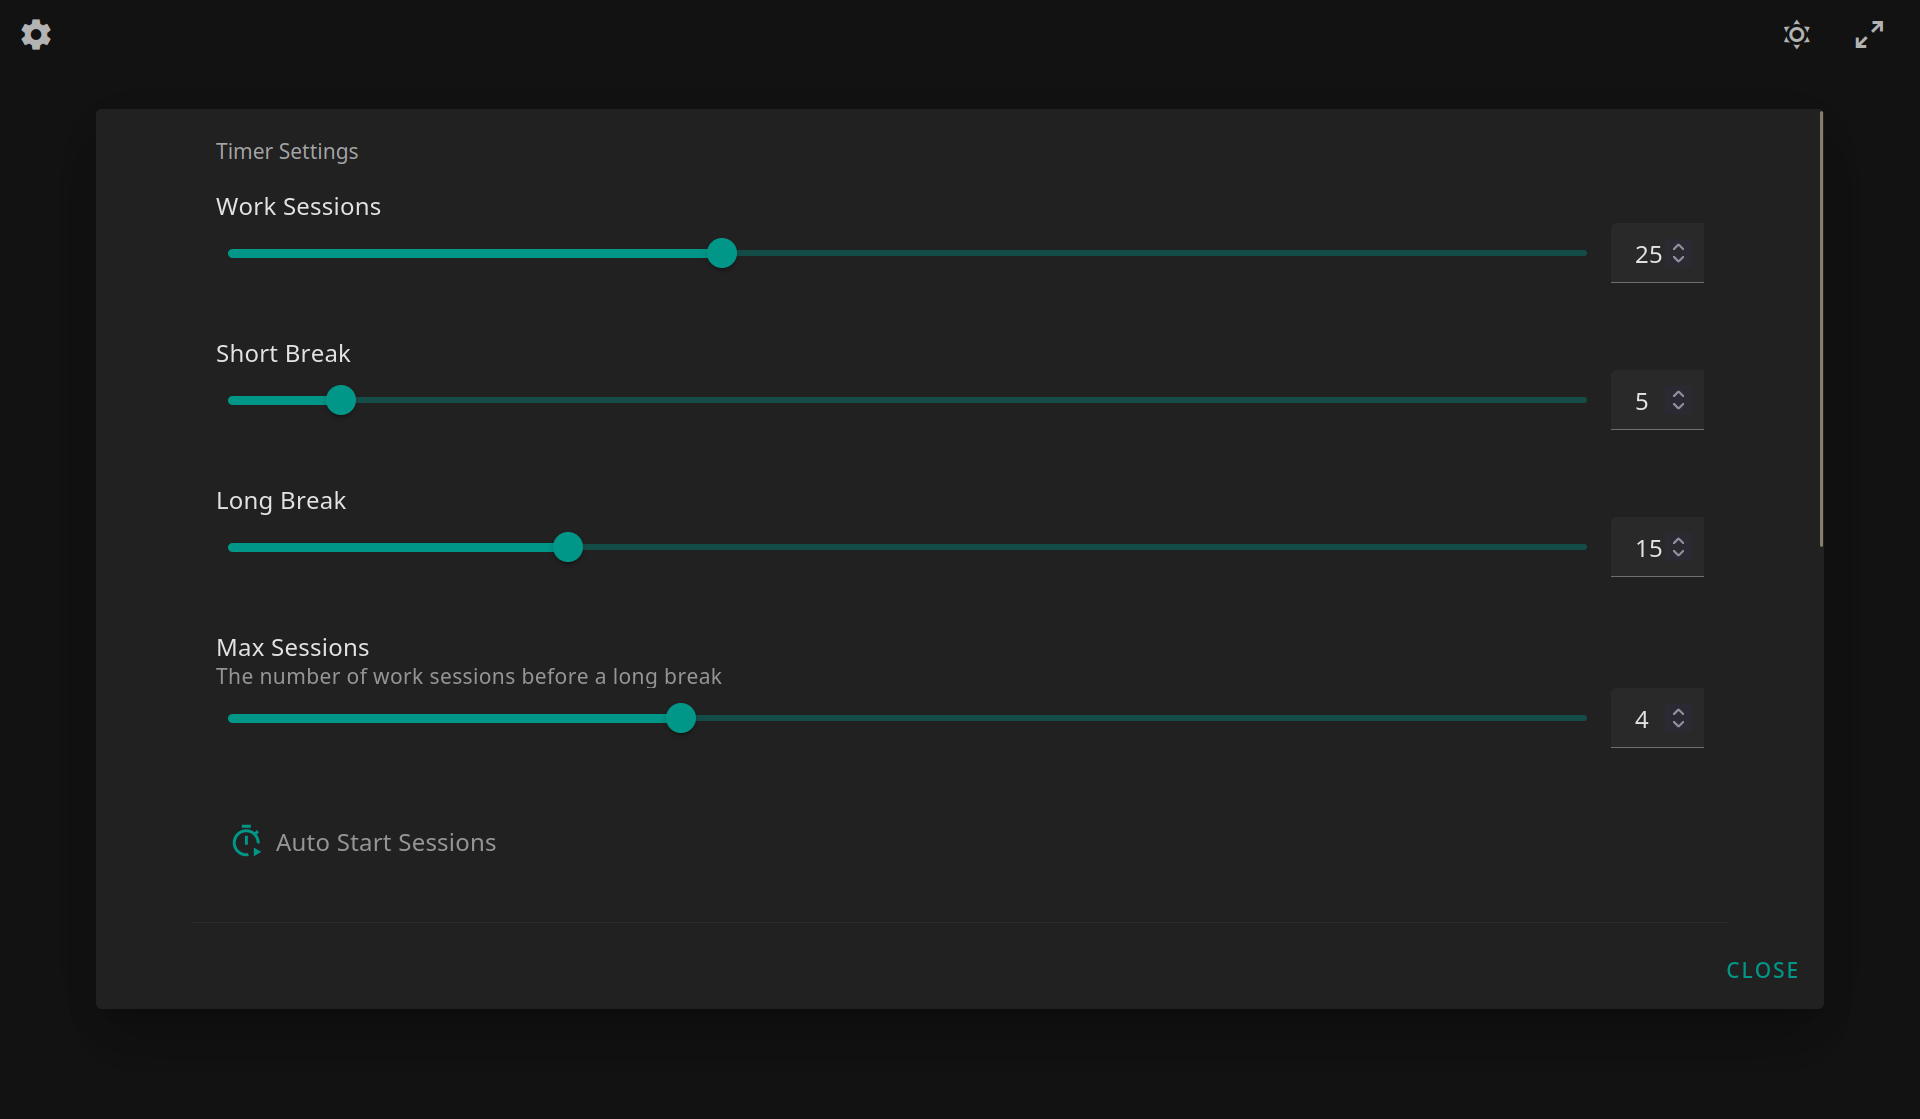 Timer Settings
Work Sessions
25
Short Break
5
Long Break
15
Max Sessions
The number of work sessions before a long break
4
Auto Start Sessions
CLOSE